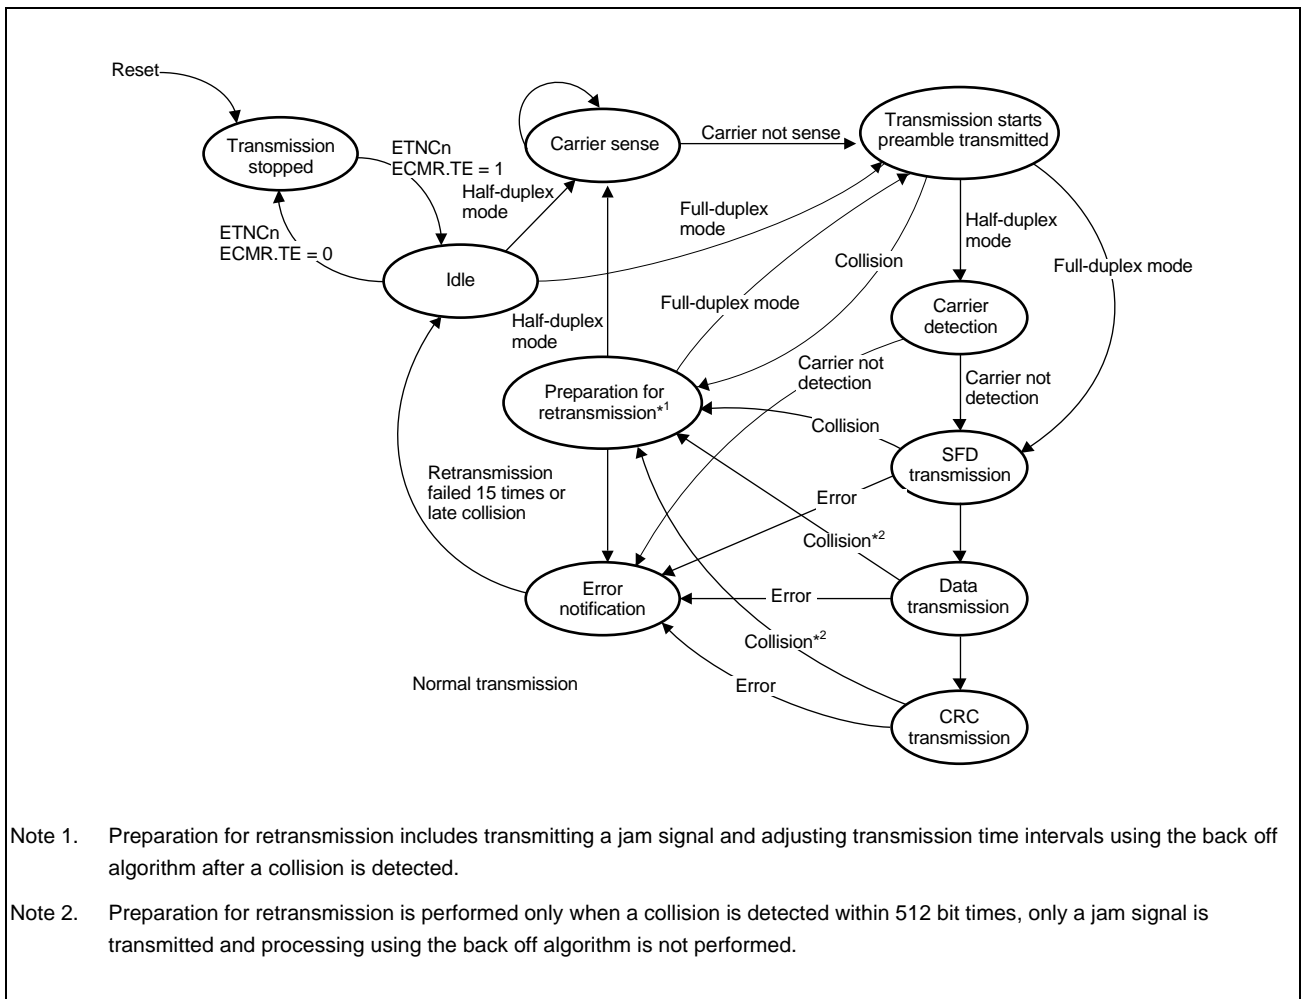 Reset
Transmission
stopped
ETNCn
ECMR.TE = 1
ETNCn
ECMR.TE = 0
Idle
Half-duplex
mode
Carrier sense
Carrier not sense
Transmission starts
preamble transmitted
Full-duplex
mode
Half-duplex
mode
Full-duplex mode
Collision
Full-duplex mode
Half-duplex
mode
Carrier
detection
Carrier not
detection
Carrier not
detection
Preparation for
retransmission*1
Collision
SFD
transmission
Retransmission
failed 15 times or
late collision
Error
Collision*2
Error
notification
Error
Data
transmission
Collision*2
Normal transmission
Error
CRC
transmission
Note 1. Preparation for retransmission includes transmitting a jam signal and adjusting transmission time intervals using the back off
algorithm after a collision is detected.
Note 2. Preparation for retransmission is performed only when a collision is detected within 512 bit times, only a jam signal is
transmitted and processing using the back off algorithm is not performed.